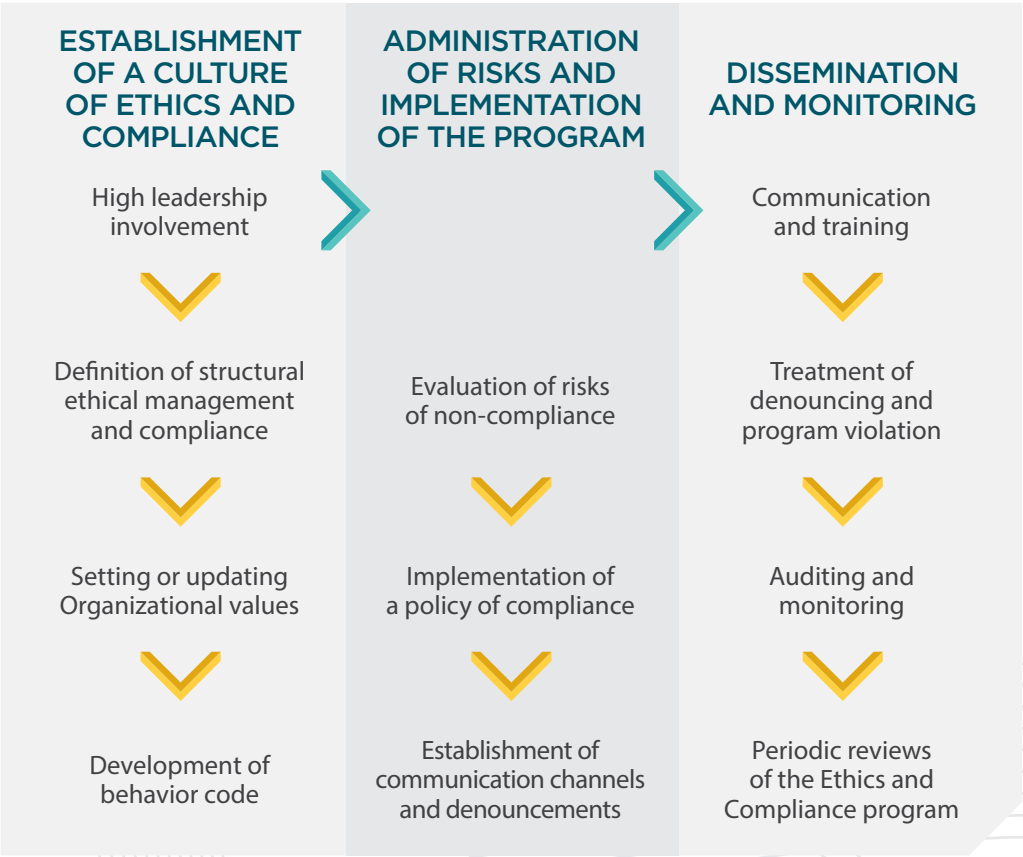 ESTABLISHMENT
OF A CULTURE
OF ETHICS AND
COMPLIANCE
High leadership
involvement
Definition of structural
ethical management
and compliance
Setting or updating
Organizational values
Development of
behavior code
ADMINISTRATION
OF RISKS AND
IMPLEMENTATION
OF THE PROGRAM
Evaluation of risks
of non-compliance
Implementation of
a policy of compliance
Establishment of
communication channels
and denouncements
DISSEMINATION
AND MONITORING
Communication
and training
Treatment of
denouncing and
program violation
Auditing and
monitoring
Periodic reviews
of the Ethics and
Compliance program